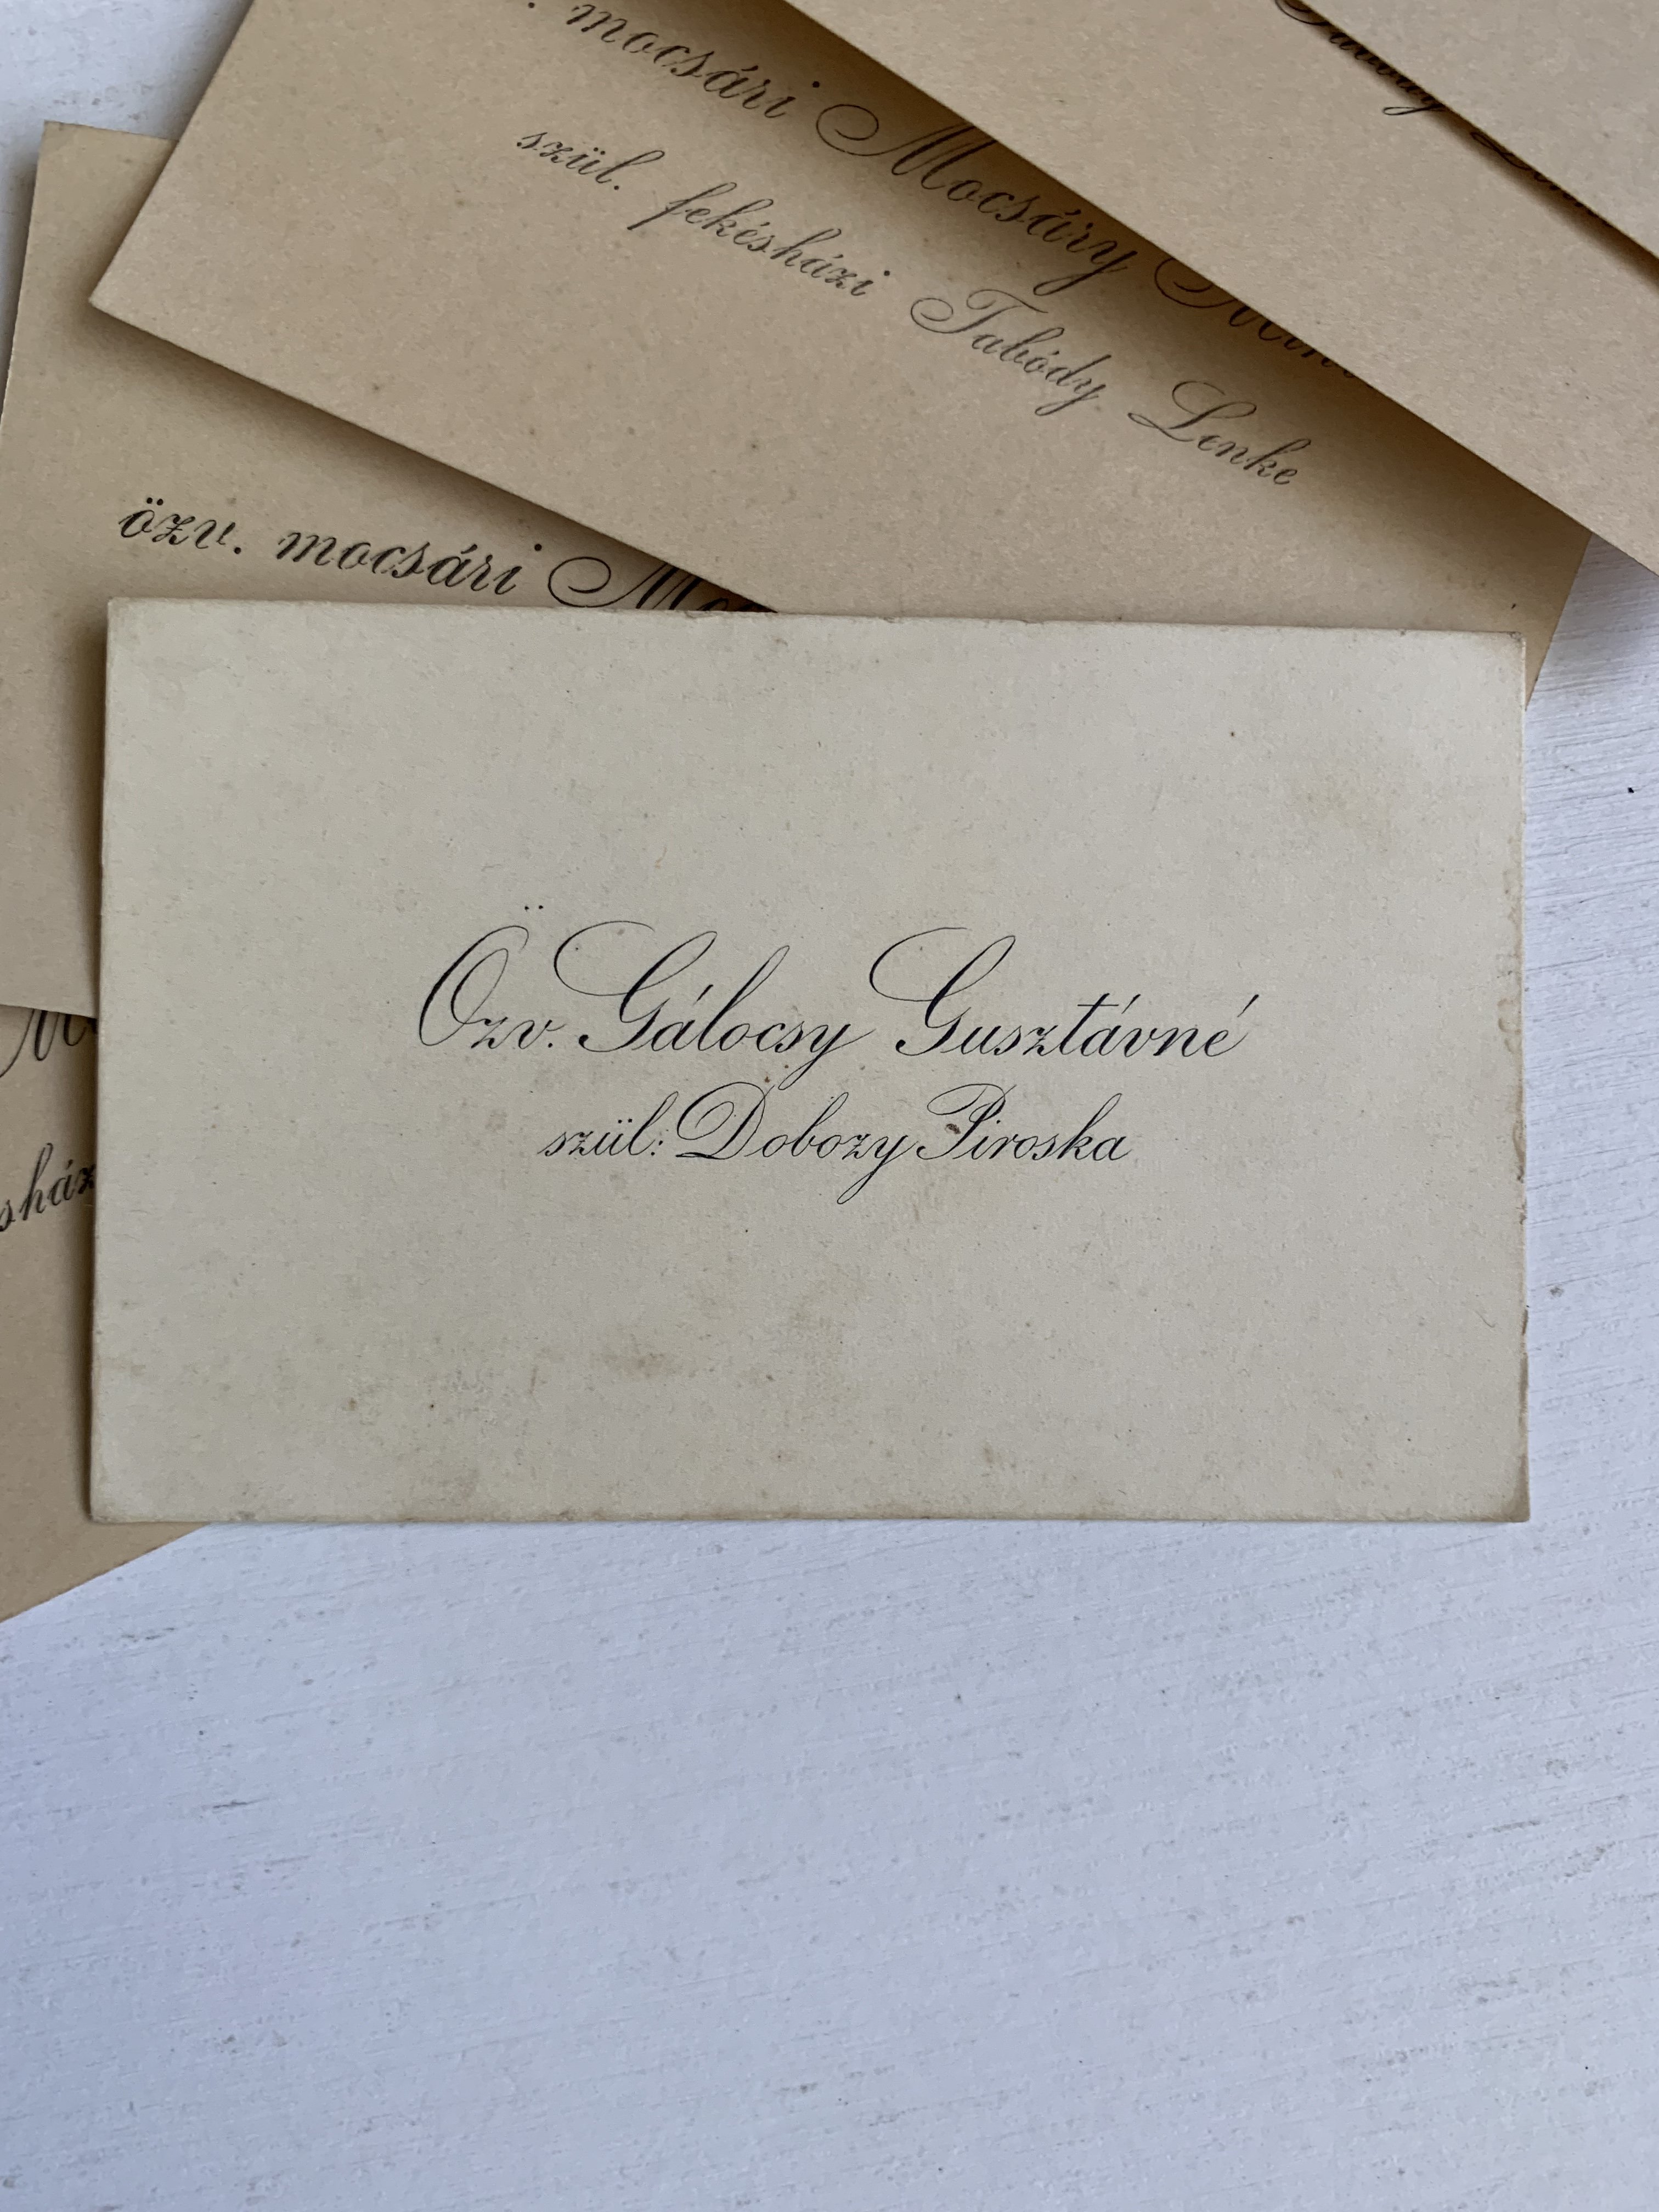 mocsári Mocsáry
szül. fekésházi Tabódy Lenke
özv. mocsári
Özv. Gálocsy Gusztávné
szül: Dobozy Piroska